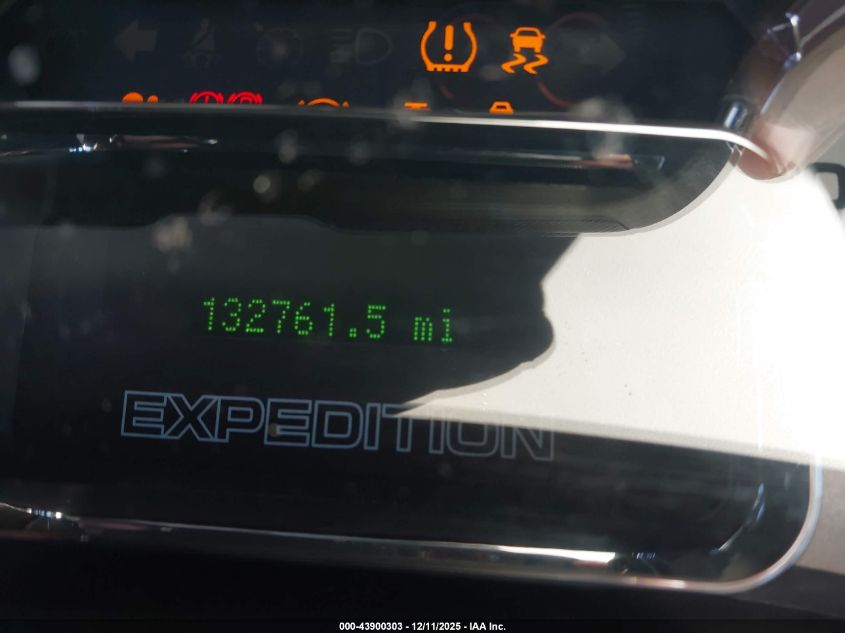 132761.5 mi
EXPEDITION
000-43900303 - 12/11/2025 - IAA Inc.